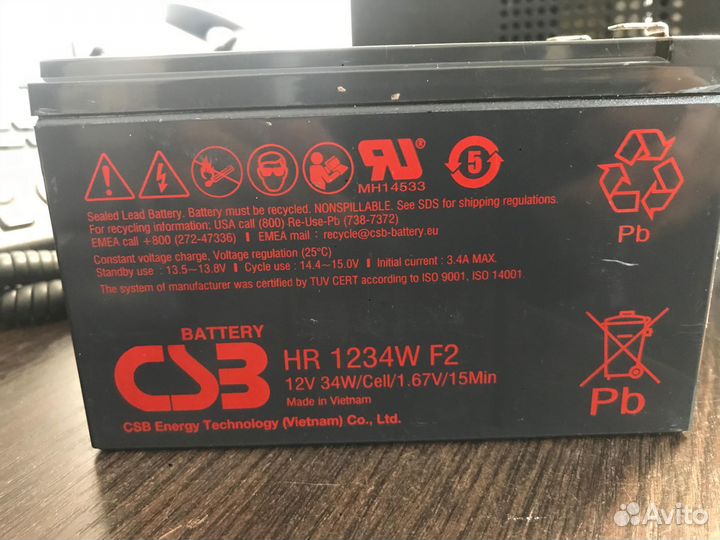 MH14533
5
Sealed Lead Battery. Battery must be recycled. NONSPILLABLE. See SDS for shipping regulations.
For recycling information: USA call (800) Re-Use-Pb (738-7372)
EMEA call +800 (272-47336) | EMEA mail : recycle@csb-battery.eu
Constant voltage charge, Voltage regulation (25°C)
Standby use : 13.5~13.8V | Cycle use : 14.4~15.0V | Initial current : 3.4A MAX.
The system of manufacturer was certified by TUV CERT according to ISO 9001, ISO 14001
Pb
BATTERY
CSB
HR 1234W F2
12V 34W/Cell/1.67V/15Min
Made in Vietnam
CSB Energy Technology (Vietnam) Co., Ltd.
Pb
Avito